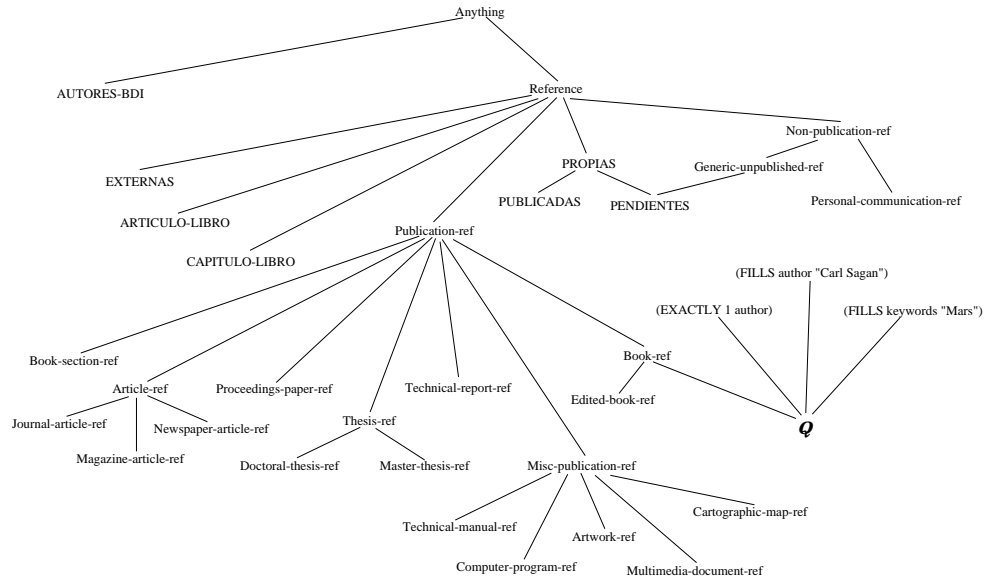 Anything
AUTORES-BDI
Reference
Non-publication-ref
PROPIAS
Generic-unpublished-ref
EXTERNAS
PUBLICADAS
PENDIENTES
Personal-communication-ref
ARTICULO-LIBRO
Publication-ref
CAPITULO-LIBRO
(FILLS author "Carl Sagan")
(EXACTLY 1 author)
(FILLS keywords "Mars")
Book-section-ref
Book-ref
Article-ref
Proceedings-paper-ref
Technical-report-ref
Edited-book-ref
Journal-article-ref
Newspaper-article-ref
Thesis-ref
Q
Magazine-article-ref
Doctoral-thesis-ref
Master-thesis-ref
Misc-publication-ref
Cartographic-map-ref
Technical-manual-ref
Artwork-ref
Computer-program-ref
Multimedia-document-ref